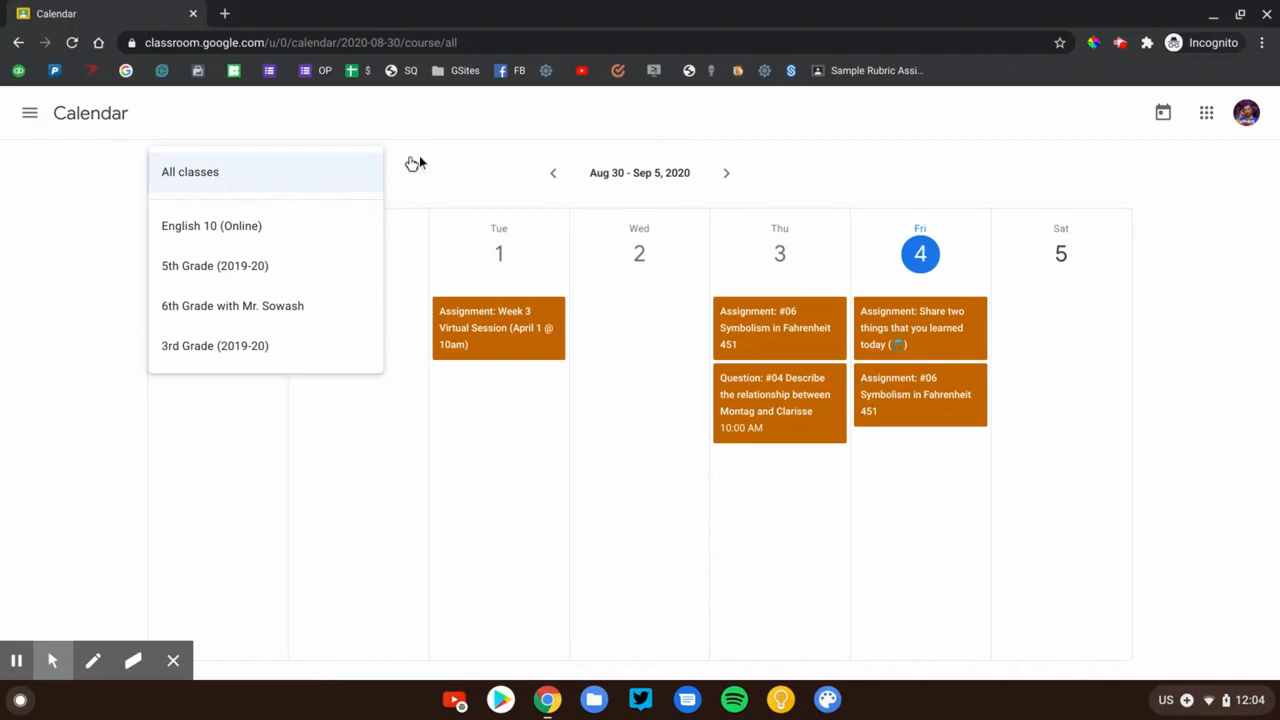 Calendar
classroom.google.com/u/0/calendar/2020-08-30/course/all
Incognito
OP
$
SQ
GSites
FB
Sample Rubric Assi...
Calendar
All classes
English 10 (Online)
5th Grade (2019-20)
6th Grade with Mr. Sowash
3rd Grade (2019-20)
Aug 30 - Sep 5, 2020
Tue
1
Wed
2
Thu
3
Fri
4
Sat
5
Assignment: Week 3
Virtual Session (April 1 @
10am)
Assignment: #06
Symbolism in Fahrenheit
451
Question: #04 Describe
the relationship between
Montag and Clarisse
10:00 AM
Assignment: Share two
things that you learned
today (🎵)
Assignment: #06
Symbolism in Fahrenheit
451
US
12:04